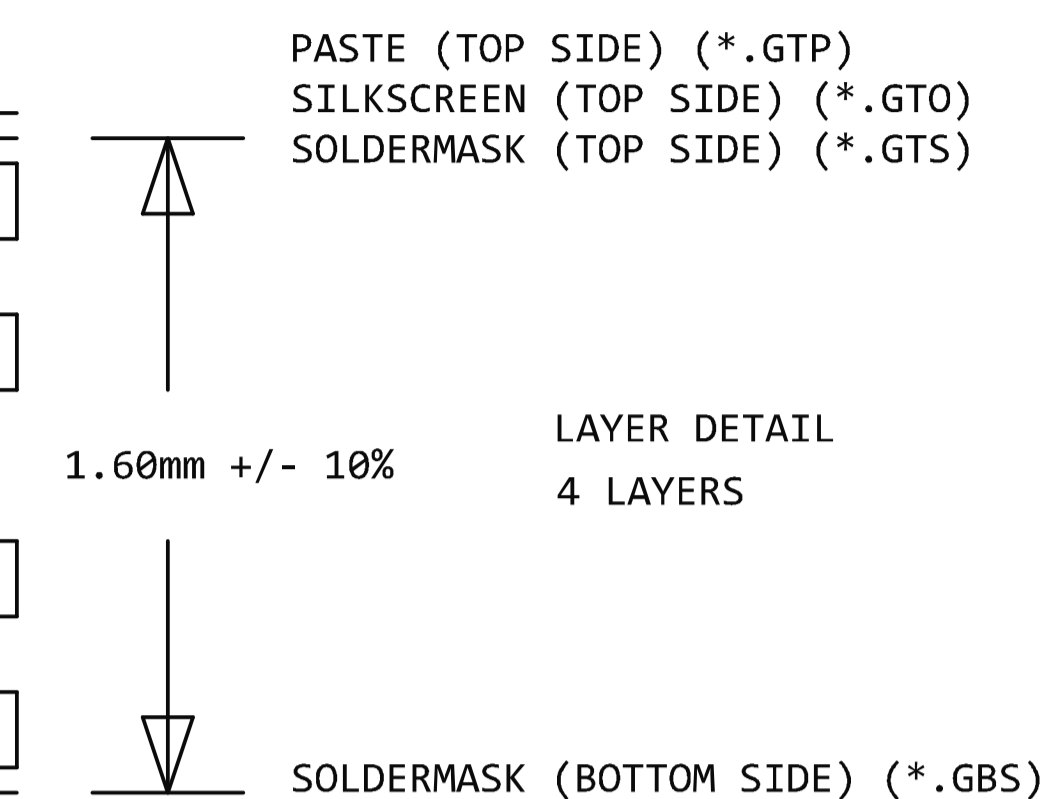 PASTE (TOP SIDE) (*.GTP)
SILKSCREEN (TOP SIDE) (*.GTO)
SOLDERMASK (TOP SIDE) (*.GTS)
LAYER DETAIL
1.60mm +/- 10%
4 LAYERS
SOLDERMASK (BOTTOM SIDE) (*.GBS)